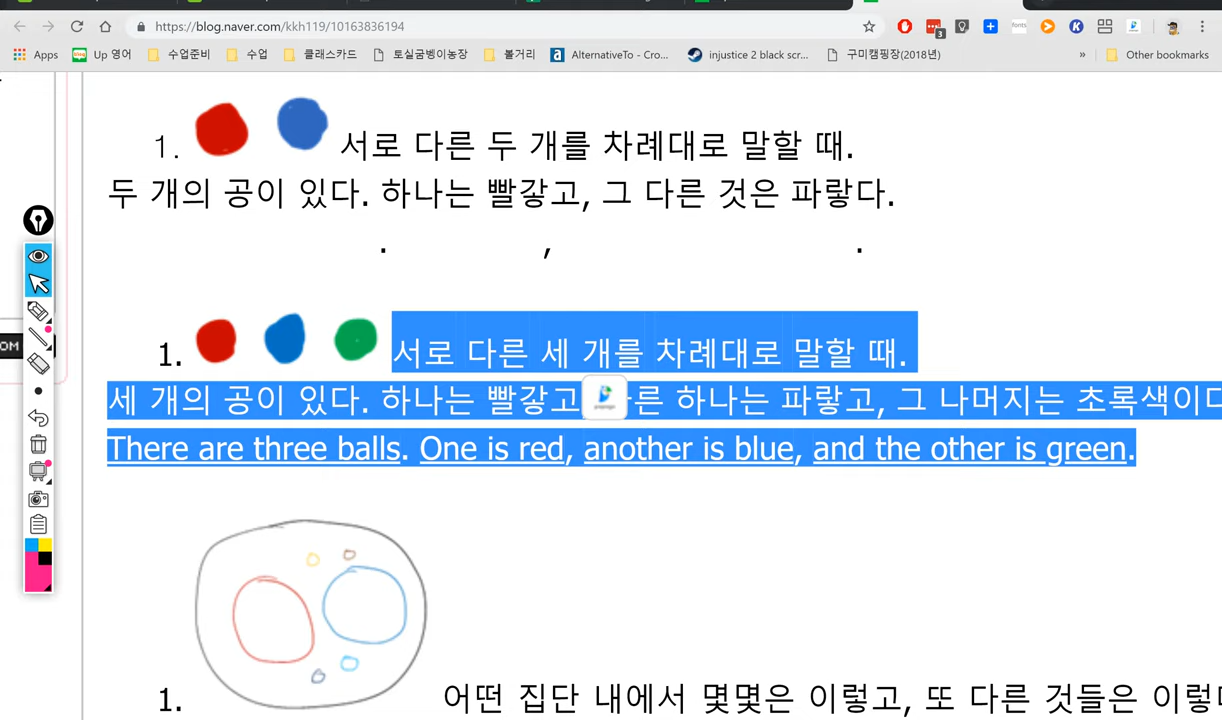 https://blog.naver.com/kkh119/10163836194
Apps Up 영어 수업준비 수업 클래스카드 토실굼벵이농장 볼거리 AlternativeTo - Cro... injustice 2 black scr... 구미캠핑장(2018년) » Other bookmarks
1. 서로 다른 두 개를 차례대로 말할 때.
두 개의 공이 있다. 하나는 빨갛고, 그 다른 것은 파랗다.
. , .
1. 서로 다른 세 개를 차례대로 말할 때.
세 개의 공이 있다. 하나는 빨갛고 른 하나는 파랗고, 그 나머지는 초록색이다
There are three balls. One is red, another is blue, and the other is green.
1. 어떤 집단 내에서 몇몇은 이렇고, 또 다른 것들은 이렇